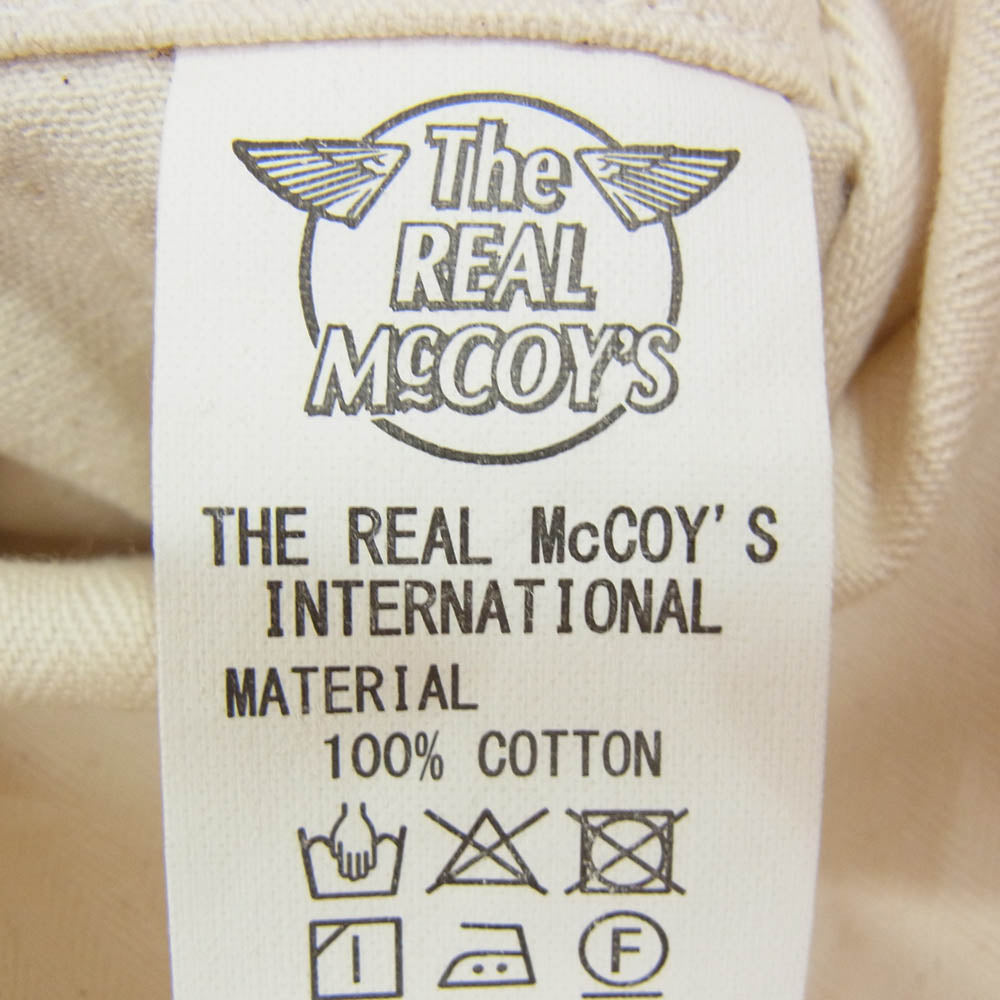 The
REAL
McCOY'S
THE REAL McCOY'S
INTERNATIONAL
MATERIAL
100% COTTON
F